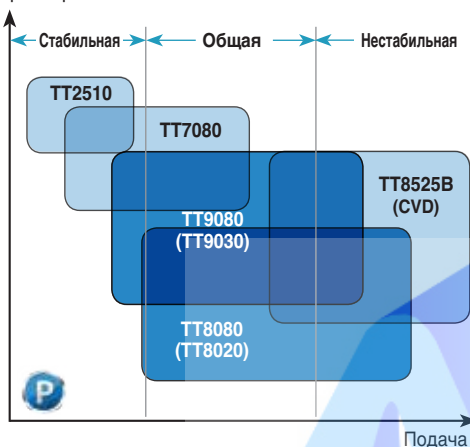 Стабильная
Общая
Нестабильная
TT2510
TT7080
TT8525B
(CVD)
TT9080
(TT9030)
TT8080
(TT8020)
P
Подача